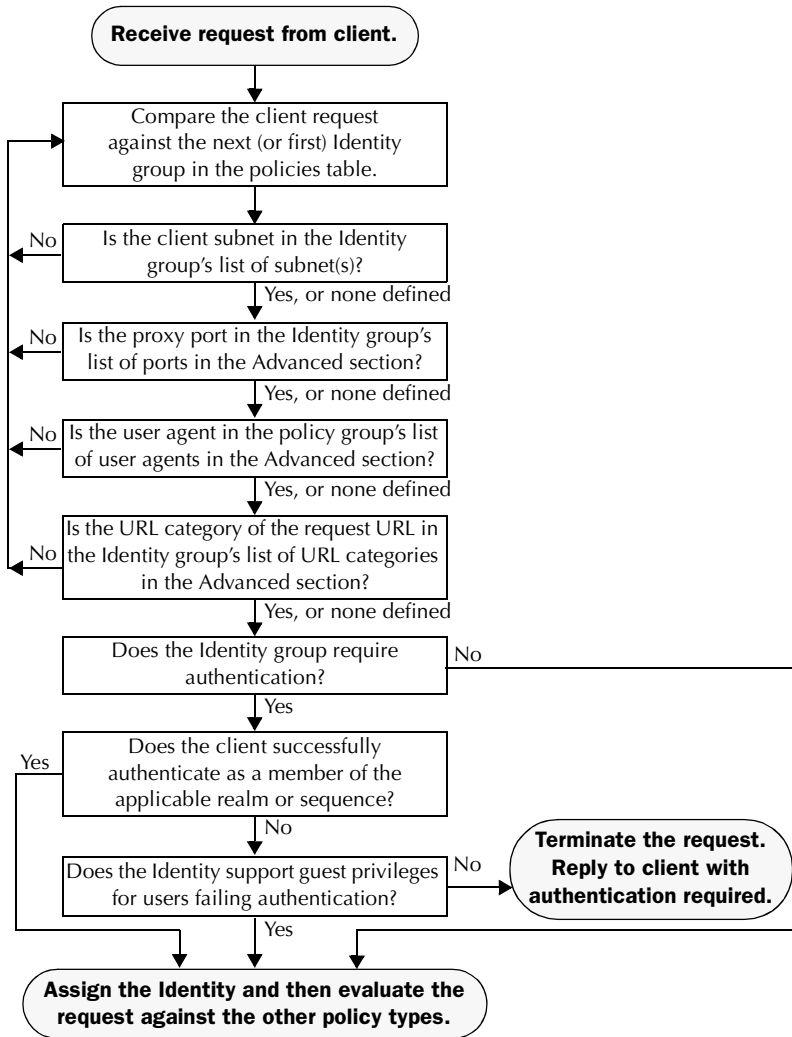 Receive request from client.
Compare the client request
against the next (or first) Identity
group in the policies table.
No
Is the client subnet in the Identity
group's list of subnet(s)?
Yes, or none defined
No
Is the proxy port in the Identity group's
list of ports in the Advanced section?
Yes, or none defined
No
Is the user agent in the policy group's list
of user agents in the Advanced section?
Yes, or none defined
No
Is the URL category of the request URL in
the Identity group's list of URL categories
in the Advanced section?
Yes, or none defined
Does the Identity group require
authentication?
No
Yes
Yes
Does the client successfully
authenticate as a member of the
applicable realm or sequence?
No
Does the Identity support guest privileges
for users failing authentication?
No
Terminate the request.
Reply to client with
authentication required.
Yes
Assign the Identity and then evaluate the
request against the other policy types.